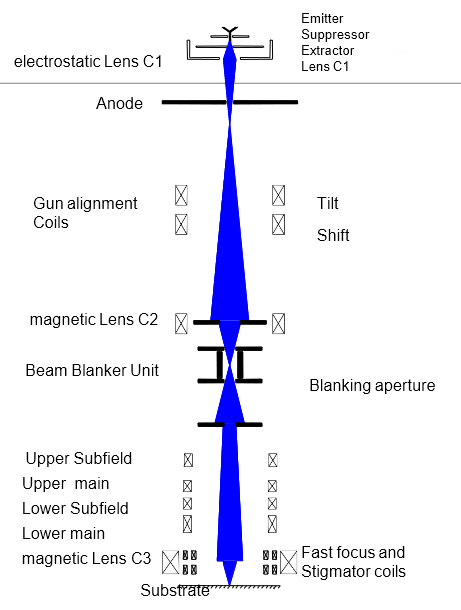 Emitter
Suppressor
Extractor
electrostatic Lens C1
Lens C1
Anode
Gun alignment
Coils
Tilt
Shift
magnetic Lens C2
Beam Blanker Unit
Blanking aperture
Upper Subfield
Upper main
Lower Subfield
Lower main
magnetic Lens C3
Fast focus and
Stigmator coils
Substrate